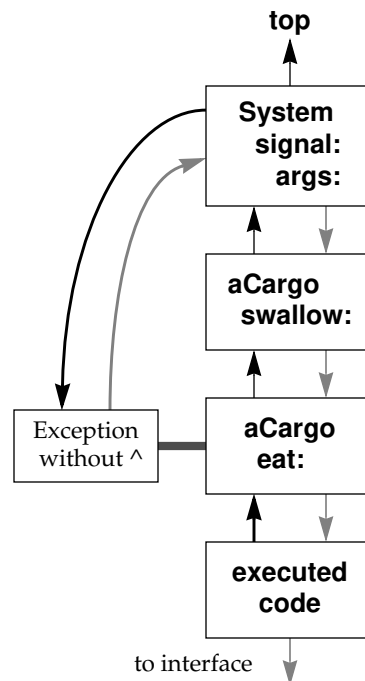 top
System
signal:
args:
aCargo
swallow:
Exception
without ^
aCargo
eat:
executed
code
to interface